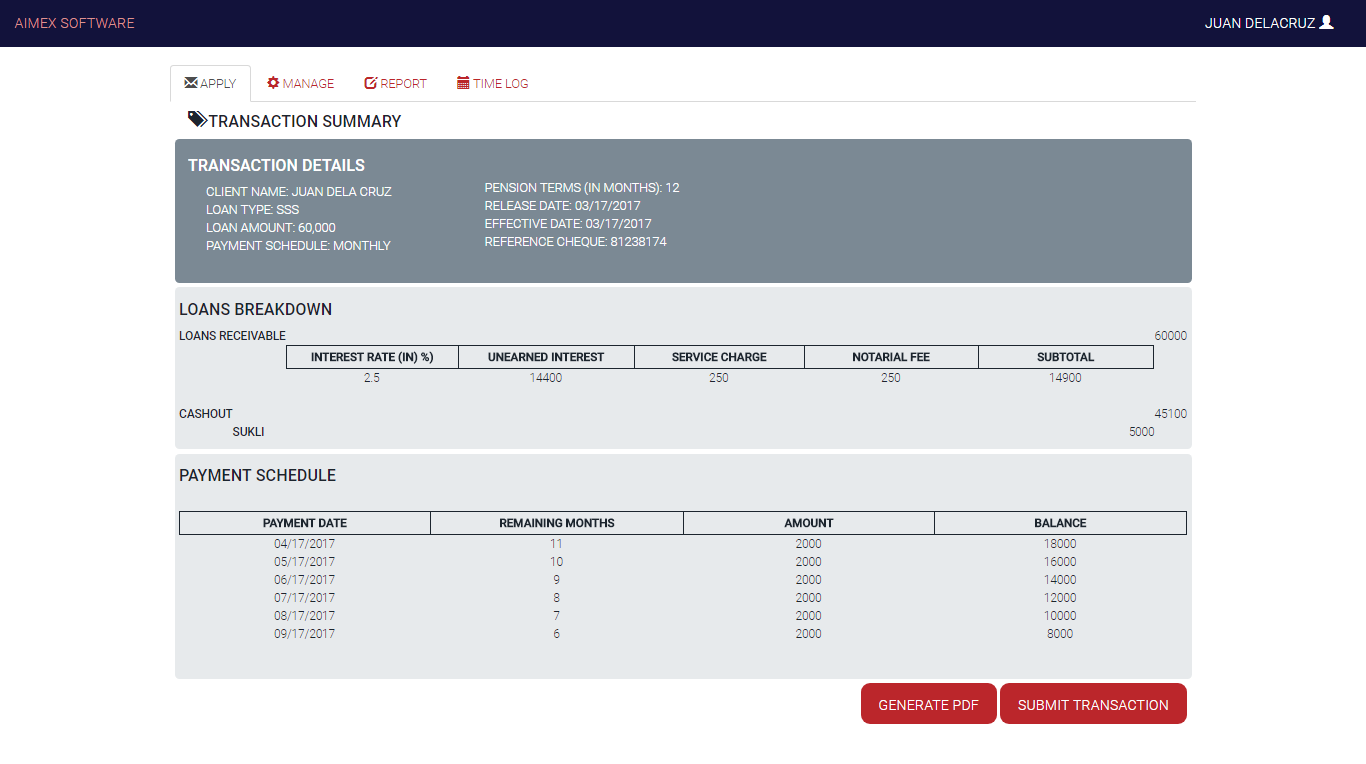 AIMEX SOFTWARE
JUAN DELACRUZ
APPLY MANAGE REPORT TIME LOG
TRANSACTION SUMMARY
TRANSACTION DETAILS
CLIENT NAME: JUAN DELA CRUZ
LOAN TYPE: SSS
LOAN AMOUNT: 60,000
PAYMENT SCHEDULE: MONTHLY
PENSION TERMS (IN MONTHS): 12
RELEASE DATE: 03/17/2017
EFFECTIVE DATE: 03/17/2017
REFERENCE CHEQUE: 81238174
LOANS BREAKDOWN
LOANS RECEIVABLE 60000
INTEREST RATE (IN) %) UNEARNED INTEREST SERVICE CHARGE NOTARIAL FEE SUBTOTAL
2.5 14400 250 250 14900
CASHOUT 45100
SUKLI 5000
PAYMENT SCHEDULE
PAYMENT DATE REMAINING MONTHS AMOUNT BALANCE
04/17/2017 11 2000 18000
05/17/2017 10 2000 16000
06/17/2017 9 2000 14000
07/17/2017 8 2000 12000
08/17/2017 7 2000 10000
09/17/2017 6 2000 8000
GENERATE PDF SUBMIT TRANSACTION